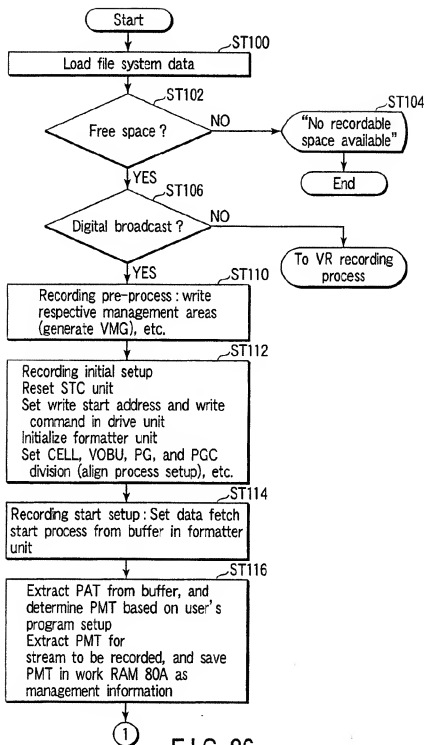 Start
ST100
Load file system data
ST102
ST104
Free space ?
NO
“No recordable
space available”
YES
End
ST106
Digital broadcast ?
NO
YES
To VR recording
process
ST110
Recording pre-process : write
respective management areas
(generate VMG), etc.
ST112
Recording initial setup
Reset STC unit
Set write start address and write
command in drive unit
Initialize formatter unit
Set CELL, VOBU, PG, and PGC
division (align process setup), etc.
ST114
Recording start setup : Set data fetch
start process from buffer in formatter
unit
ST116
Extract PAT from buffer, and
determine PMT based on user's
program setup
Extract PMT for
stream to be recorded, and save
PMT in work RAM 80A as
management information
1